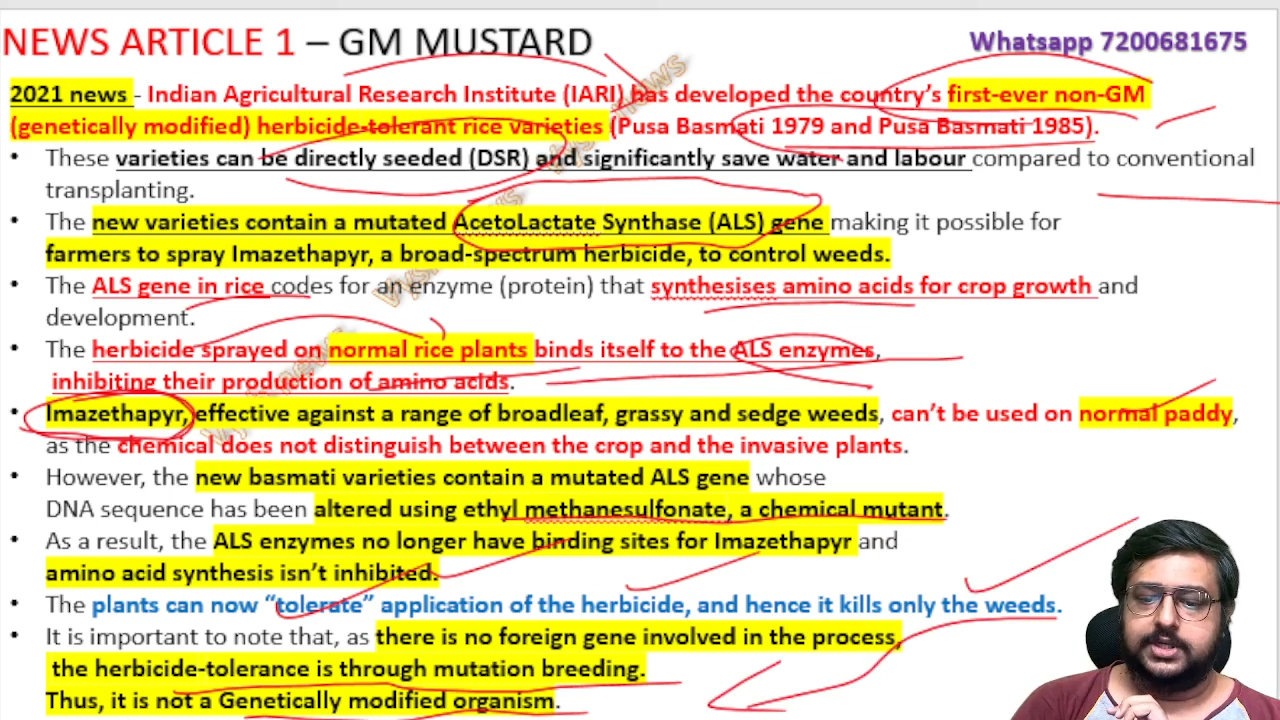 NEWS ARTICLE 1 – GM MUSTARD
Whatsapp 7200681675
2021 news - Indian Agricultural Research Institute (IARI) has developed the country's first-ever non-GM
(genetically modified) herbicide-tolerant rice varieties (Pusa Basmati 1979 and Pusa Basmati 1985).
• These varieties can be directly seeded (DSR) and significantly save water and labour compared to conventional
transplanting.
• The new varieties contain a mutated AcetoLactate Synthase (ALS) gene making it possible for
farmers to spray Imazethapyr, a broad-spectrum herbicide, to control weeds.
• The ALS gene in rice codes for an enzyme (protein) that synthesises amino acids for crop growth and
development.
• The herbicide sprayed on normal rice plants binds itself to the ALS enzymes,
inhibiting their production of amino acids.
• Imazethapyr, effective against a range of broadleaf, grassy and sedge weeds, can't be used on normal paddy,
as the chemical does not distinguish between the crop and the invasive plants.
• However, the new basmati varieties contain a mutated ALS gene whose
DNA sequence has been altered using ethyl methanesulfonate, a chemical mutant.
• As a result, the ALS enzymes no longer have binding sites for Imazethapyr and
amino acid synthesis isn't inhibited.
• The plants can now "tolerate" application of the herbicide, and hence it kills only the weeds.
• It is important to note that, as there is no foreign gene involved in the process,
the herbicide-tolerance is through mutation breeding.
Thus, it is not a Genetically modified organism.